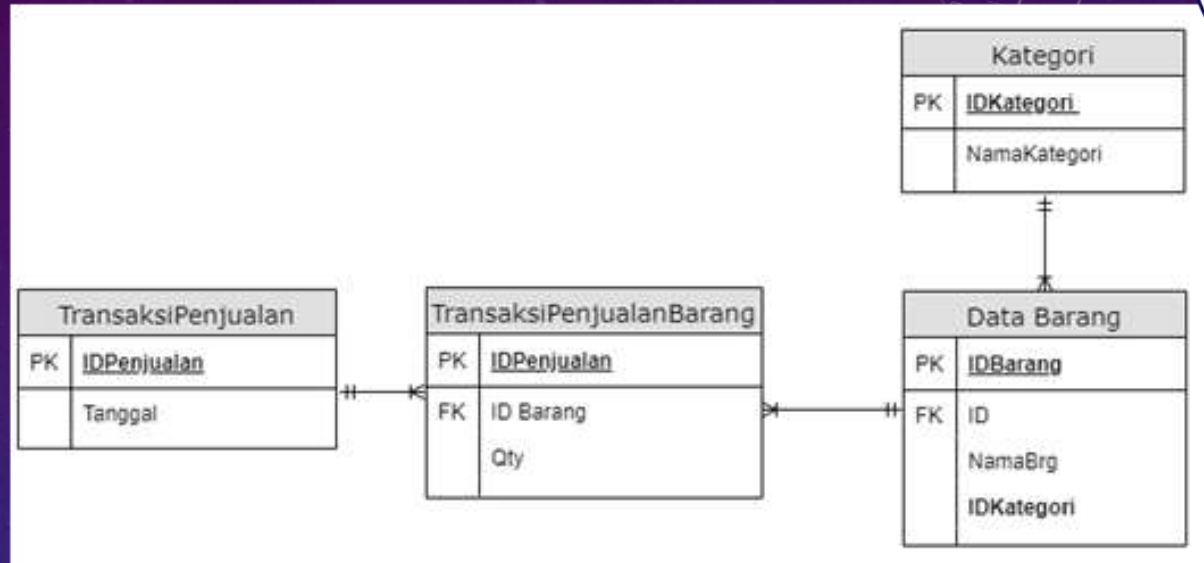 Kategori
PK IDKategori
NamaKategori
TransaksiPenjualan
PK IDPenjualan
Tanggal
TransaksiPenjualanBarang
PK IDPenjualan
FK ID Barang
Qty
Data Barang
PK IDBarang
FK ID
NamaBrg
IDKategori